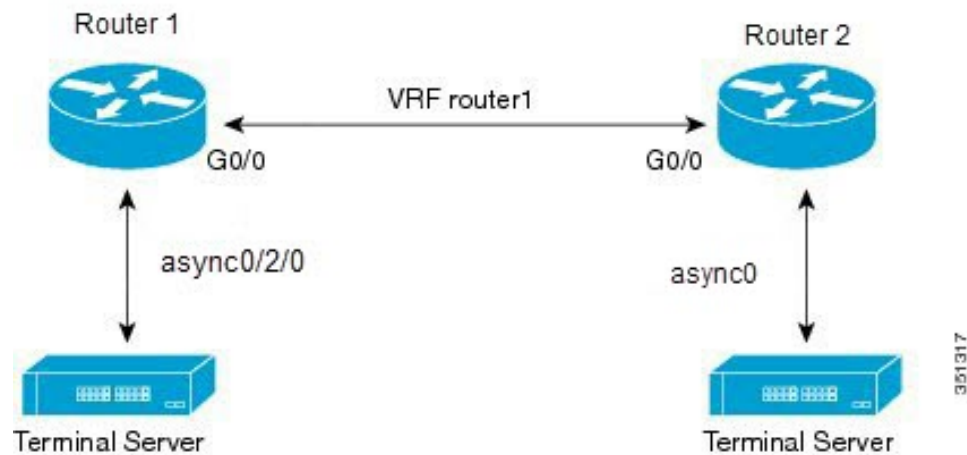 Router 1
Router 2
VRF router1
G0/0
G0/0
async0/2/0
async0
351317
Terminal Server
Terminal Server